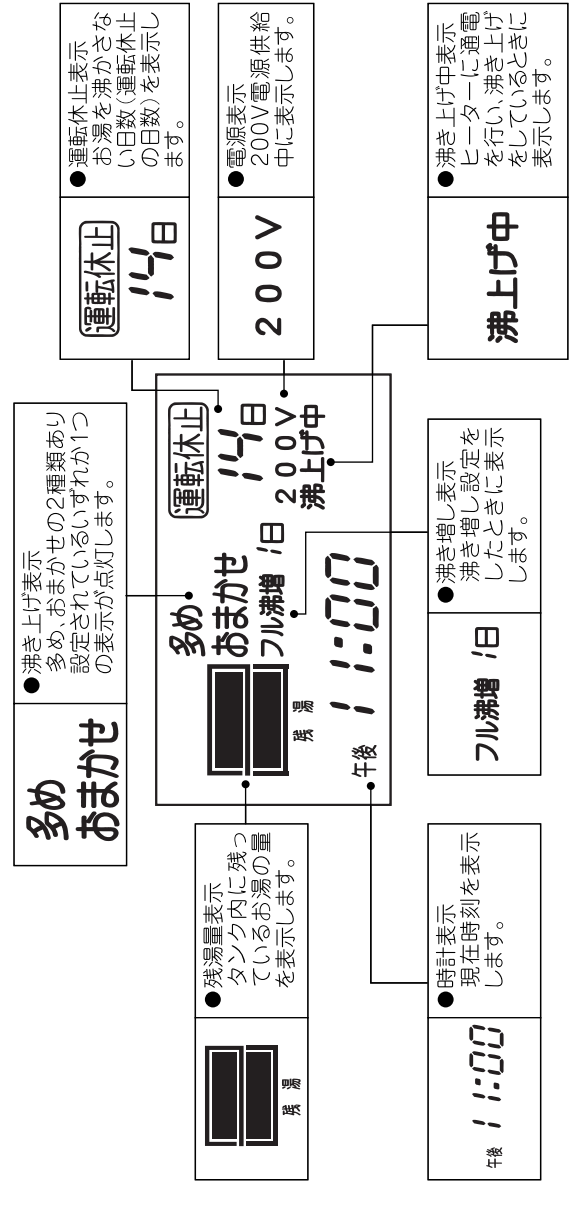 多め
おまかせ
●沸き上げ表示
多め、おまかせの2種類あり
設定されているいずれか1つ
の表示が点灯します。
運転休止
14日
●運転休止表示
お湯を沸かさな
い日数(運転休止
の日数)を表示し
ます。
200V
●電源表示
200V電源供給
中に表示します。
残 湯
●残湯量表示
タンク内に残っ
ているお湯の量
を表示します。
多め
おまかせ
フル沸増 1日
残 湯
午後 11:00
運転休止
14日
200V
沸上げ中
午後 11:00
●時計表示
現在時刻を表示
します。
フル沸増 1日
●沸き増し表示
沸き増し設定を
したときに表示
します。
沸上げ中
●沸き上げ中表示
ヒーターに通電
を行い、沸き上げ
をしているときに
表示します。